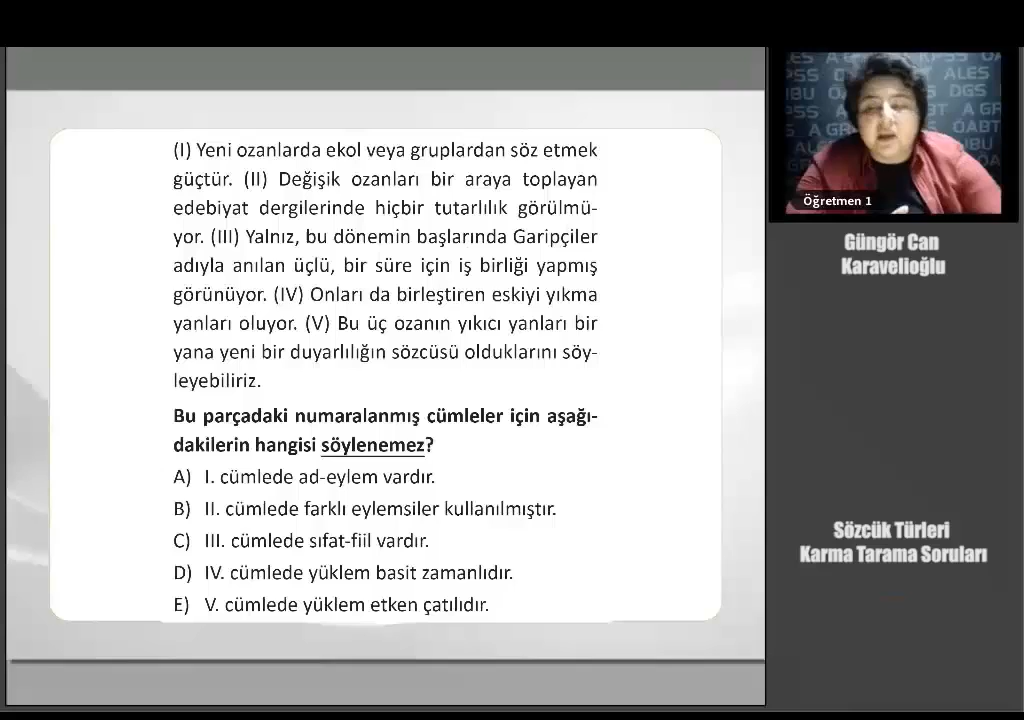 (I) Yeni ozanlarda ekol veya gruplardan söz etmek
güçtür. (II) Değişik ozanları bir araya toplayan
edebiyat dergilerinde hiçbir tutarlılık görülmü-
yor. (III) Yalnız, bu dönemin başlarında Garipçiler
adıyla anılan üçlü, bir süre için iş birliği yapmış
görünüyor. (IV) Onları da birleştiren eskiyi yıkma
yanları oluyor. (V) Bu üç ozanın yıkıcı yanları bir
yana yeni bir duyarlılığın sözcüsü olduklarını söy-
leyebiliriz.
Bu parçadaki numaralanmış cümleler için aşağı-
dakilerin hangisi söylenemez?
A) I. cümlede ad-eylem vardır.
B) II. cümlede farklı eylemsiler kullanılmıştır.
C) III. cümlede sıfat-fiil vardır.
D) IV. cümlede yüklem basit zamanlıdır.
E) V. cümlede yüklem etken çatılıdır.
ALES
DGS
ÖABT
Öğretmen 1
Güngör Can
Karavelioğlu
Sözcük Türleri
Karma Tarama Soruları